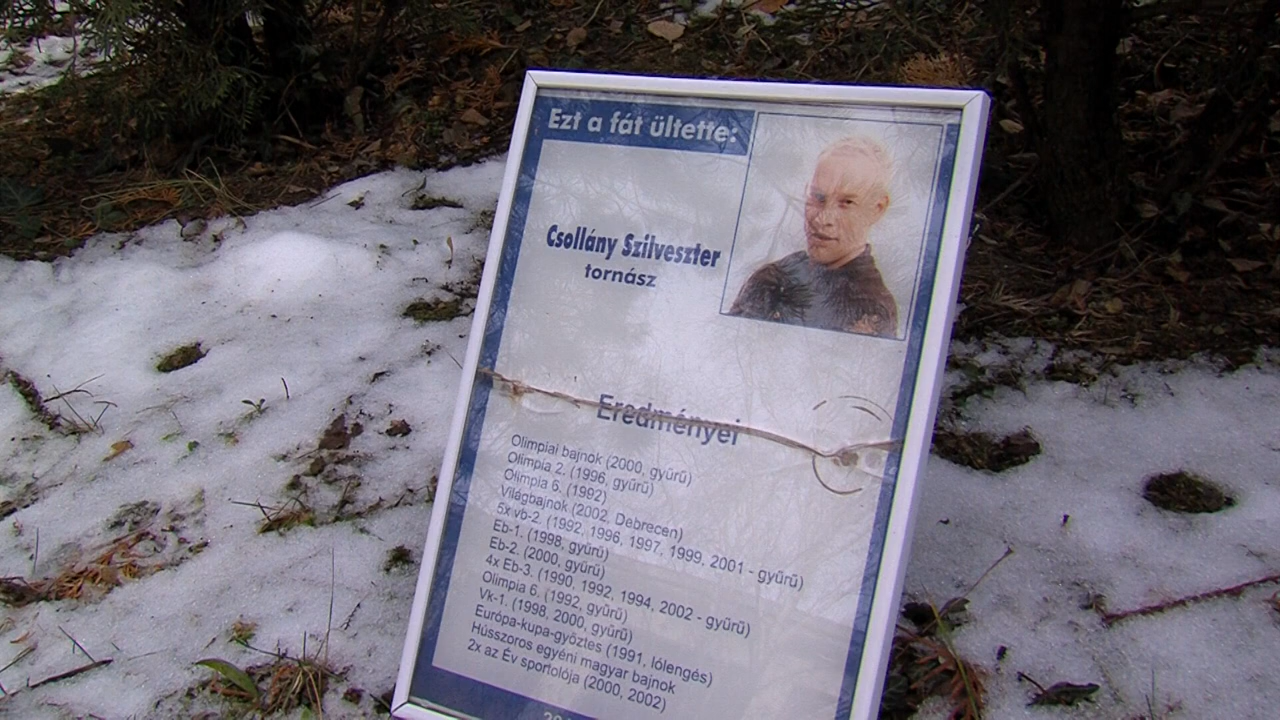 Ezt a fát ültette:
Csollány Szilveszter
tornász
Eredményei
Olimpiai bajnok (2000, gyűrű)
Olimpia 2. (1996, gyűrű)
Olimpia 6. (1992)
Világbajnok (2002, Debrecen)
5x vb-2. (1992, 1996, 1997, 1999, 2001 - gyűrű)
Eb-1. (1998, gyűrű)
Eb-2. (2000, gyűrű)
4x Eb-3. (1990, 1992, 1994, 2002 - gyűrű)
Olimpia 6. (1992, gyűrű)
Vk-1. (1998, 2000, gyűrű)
Európa-kupa-győztes (1991, lólengés)
Hússzoros egyéni magyar bajnok
2x az Év sportolója (2000, 2002)